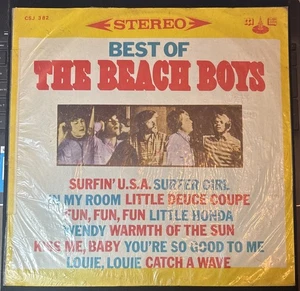 CSJ 382
STEREO
BEST OF
THE BEACH BOYS
SURFIN' U.S.A. SURFER GIRL
IN MY ROOM LITTLE DEUCE COUPE
FUN, FUN, FUN LITTLE HONDA
WENDY WARMTH OF THE SUN
KISS ME, BABY YOU'RE SO GOOD TO ME
LOUIE, LOUIE CATCH A WAVE